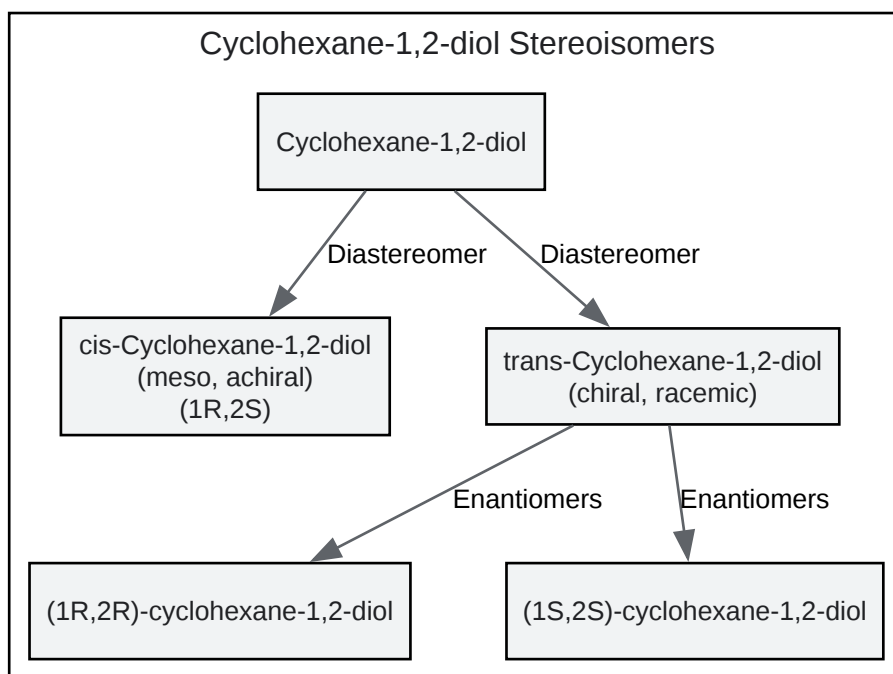 Cyclohexane-1,2-diol Stereoisomers
Cyclohexane-1,2-diol
Diastereomer
Diastereomer
cis-Cyclohexane-1,2-diol
(meso, achiral)
(1R,2S)
trans-Cyclohexane-1,2-diol
(chiral, racemic)
Enantiomers
Enantiomers
(1R,2R)-cyclohexane-1,2-diol
(1S,2S)-cyclohexane-1,2-diol